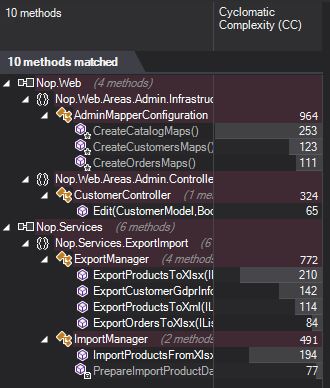 10 methods Cyclomatic Complexity (CC)
10 methods matched
Nop.Web (4 methods)
Nop.Web.Areas.Admin.Infrastruc
AdminMapperConfiguration 964
CreateCatalogMaps() 253
CreateCustomersMaps() 123
CreateOrdersMaps() 111
Nop.Web.Areas.Admin.Controlle
CustomerController (1 me 324
Edit(CustomerModel,Boo 65
Nop.Services (6 methods)
Nop.Services.ExportImport (6
ExportManager (4 methods 772
ExportProductsToXlsx(IL 210
ExportCustomerGdprInfo 142
ExportProductsToXml(ILi 114
ExportOrdersToXlsx(ILis 84
ImportManager (2 methods 491
ImportProductsFromXlsx 194
PrepareImportProductDa 77